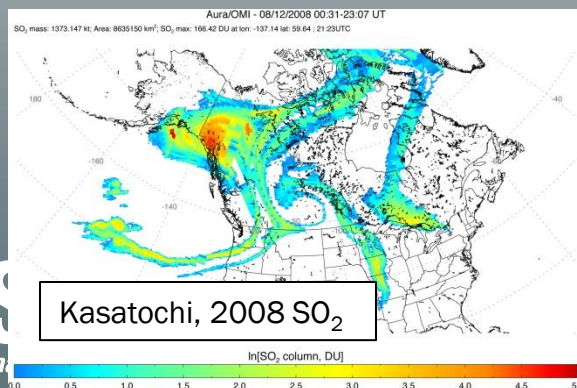 Aura/OMI - 08/12/2008 00:31-23:07 UT
SO₂ mass: 1373.147 kt; Area: 8635150 km²; SO₂ max: 166.42 DU at lon: -137.14 lat: 59.64 ; 21:23UTC
180
-40
-160
-140
-60
-100
Kasatochi, 2008 SO₂
ln[SO₂ column, DU]
0.0 0.5 1.0 1.5 2.0 2.5 3.0 3.5 4.0 4.5